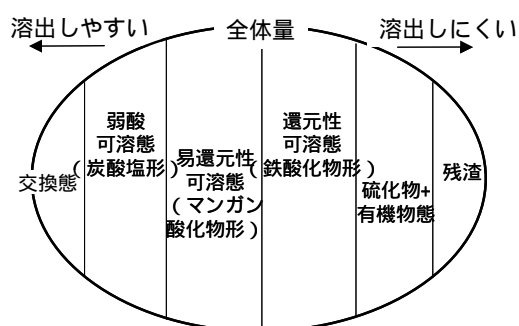 溶出しやすい
全体量
溶出しにくい
交換態
弱酸
可溶態
(炭酸塩形)
易還元性
可溶態
(マンガン
酸化物形)
還元性
可溶態
(鉄酸化物形)
硫化物+
有機物態
残渣